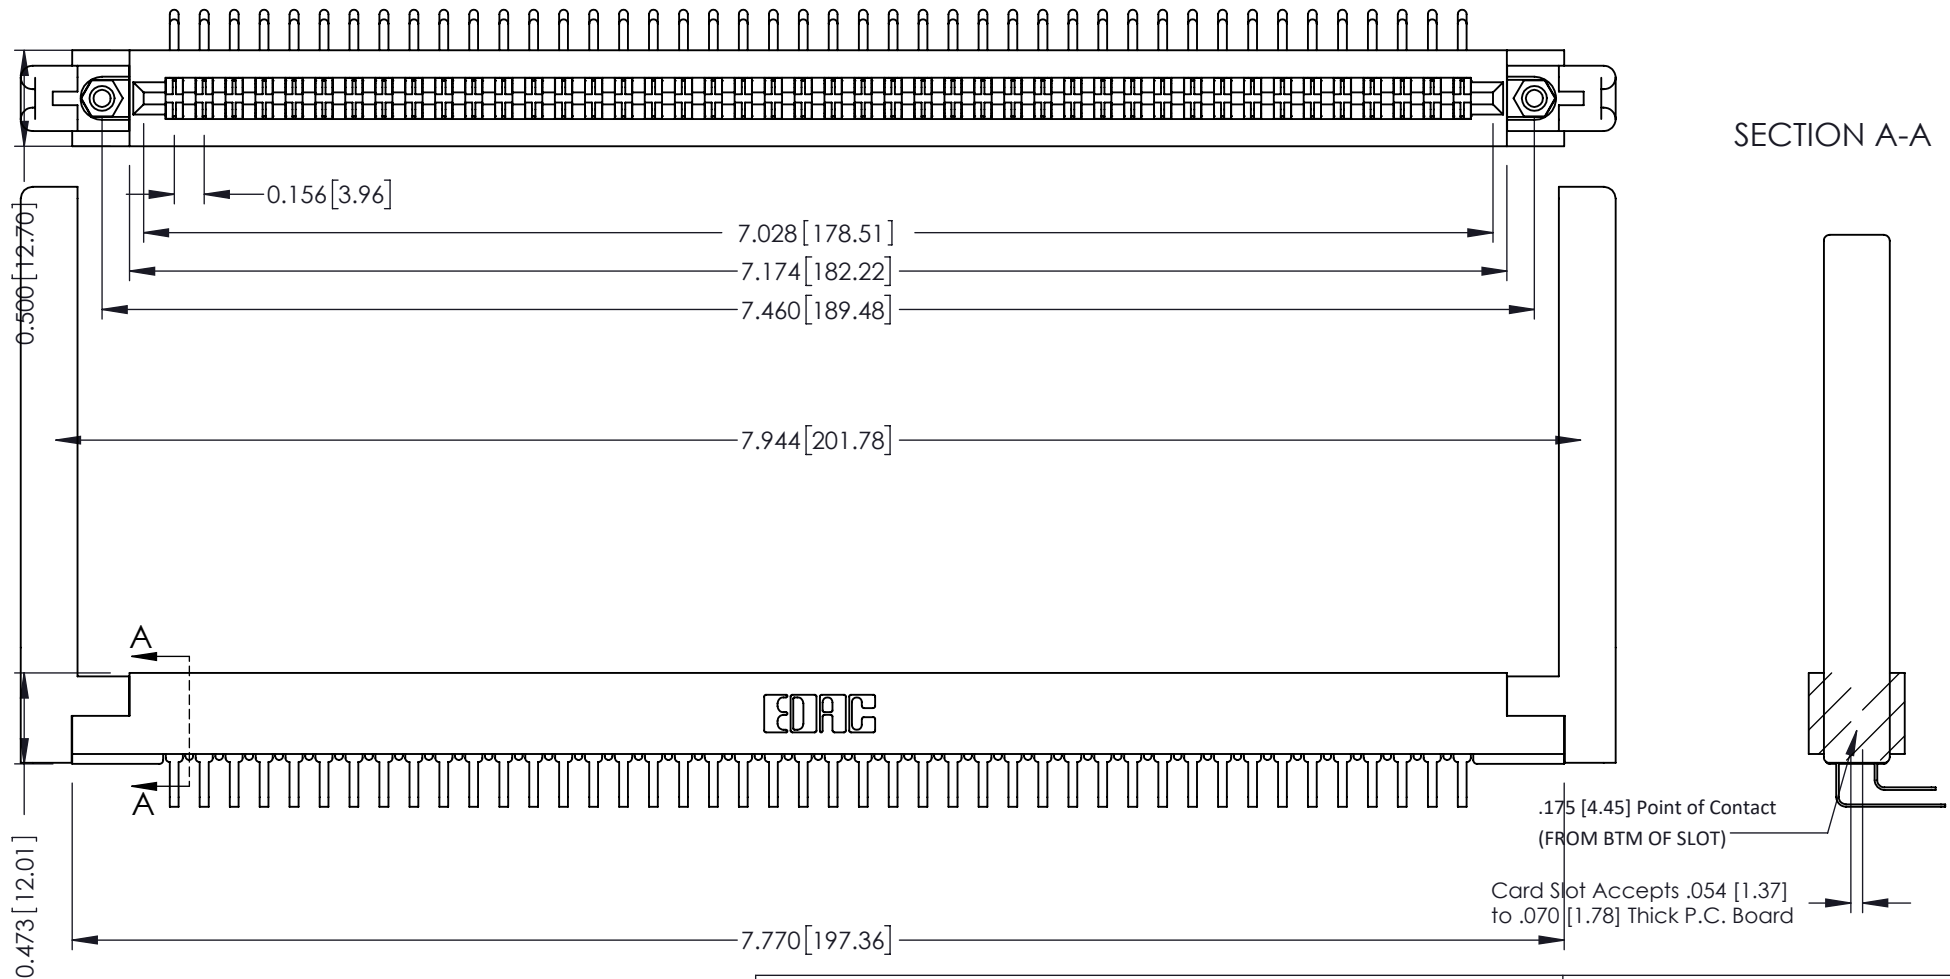 SECTION A-A
0.156[3.96]
7.028[178.51]
0.500[12.70]
7.174[182.22]
7.460[189.48]
7.944[201.78]
A
EDAC
A
.175 [4.45] Point of Contact
(FROM BTM OF SLOT)
0.473[12.01]
Card Slot Accepts .054 [1.37]
to .070 [1.78] Thick P.C. Board
7.770[197.36]